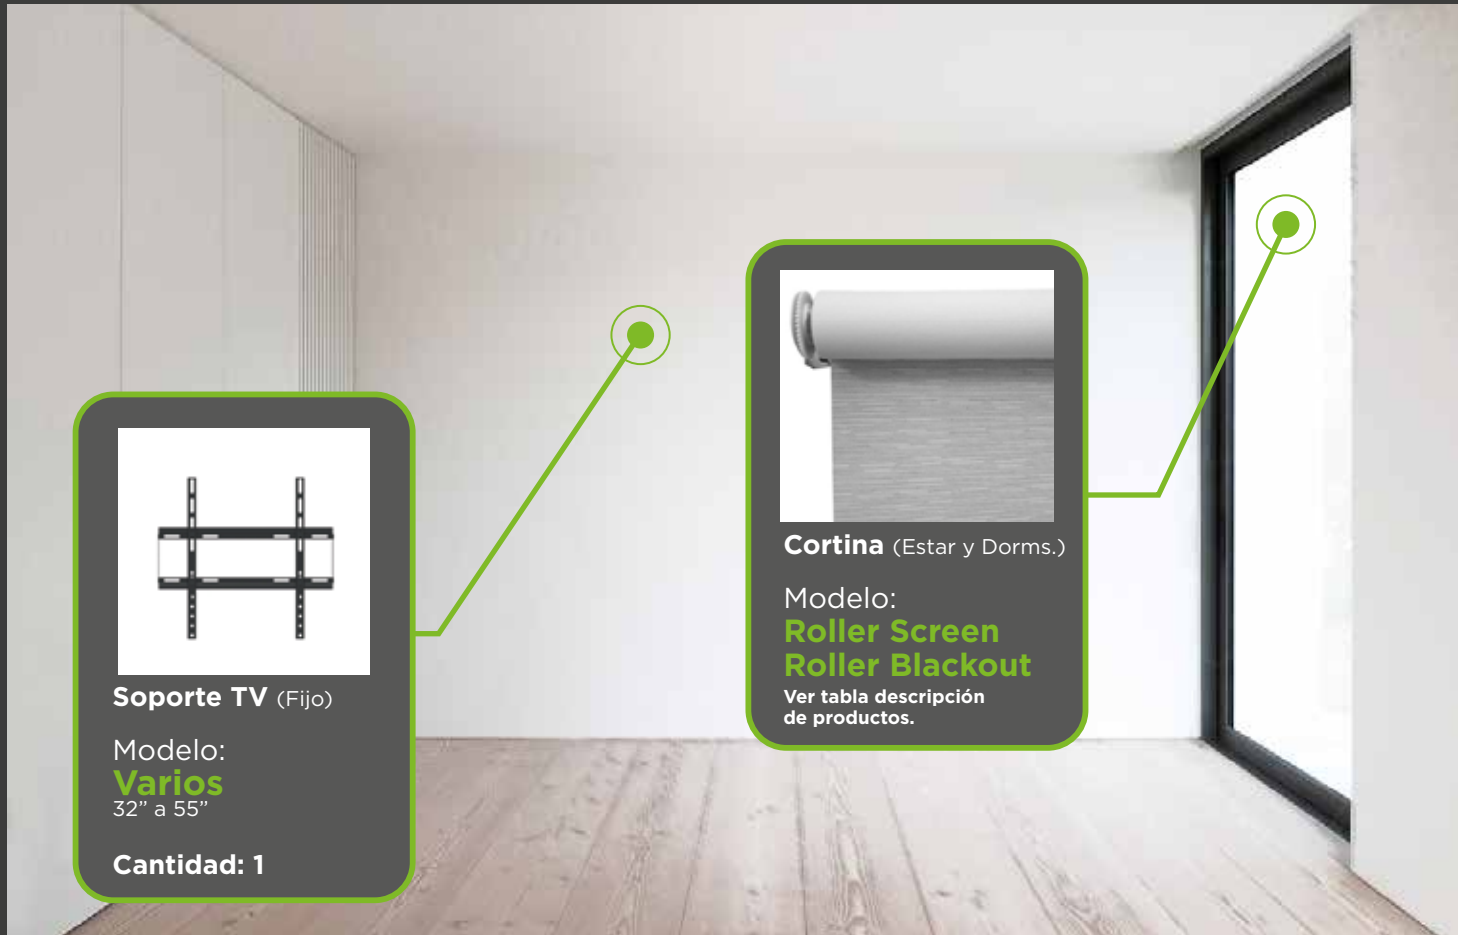 Soporte TV (Fijo)
Modelo:
Varios
32” a 55”
Cantidad: 1
Cortina (Estar y Dorms.)
Modelo:
Roller Screen
Roller Blackout
Ver tabla descripción
de productos.